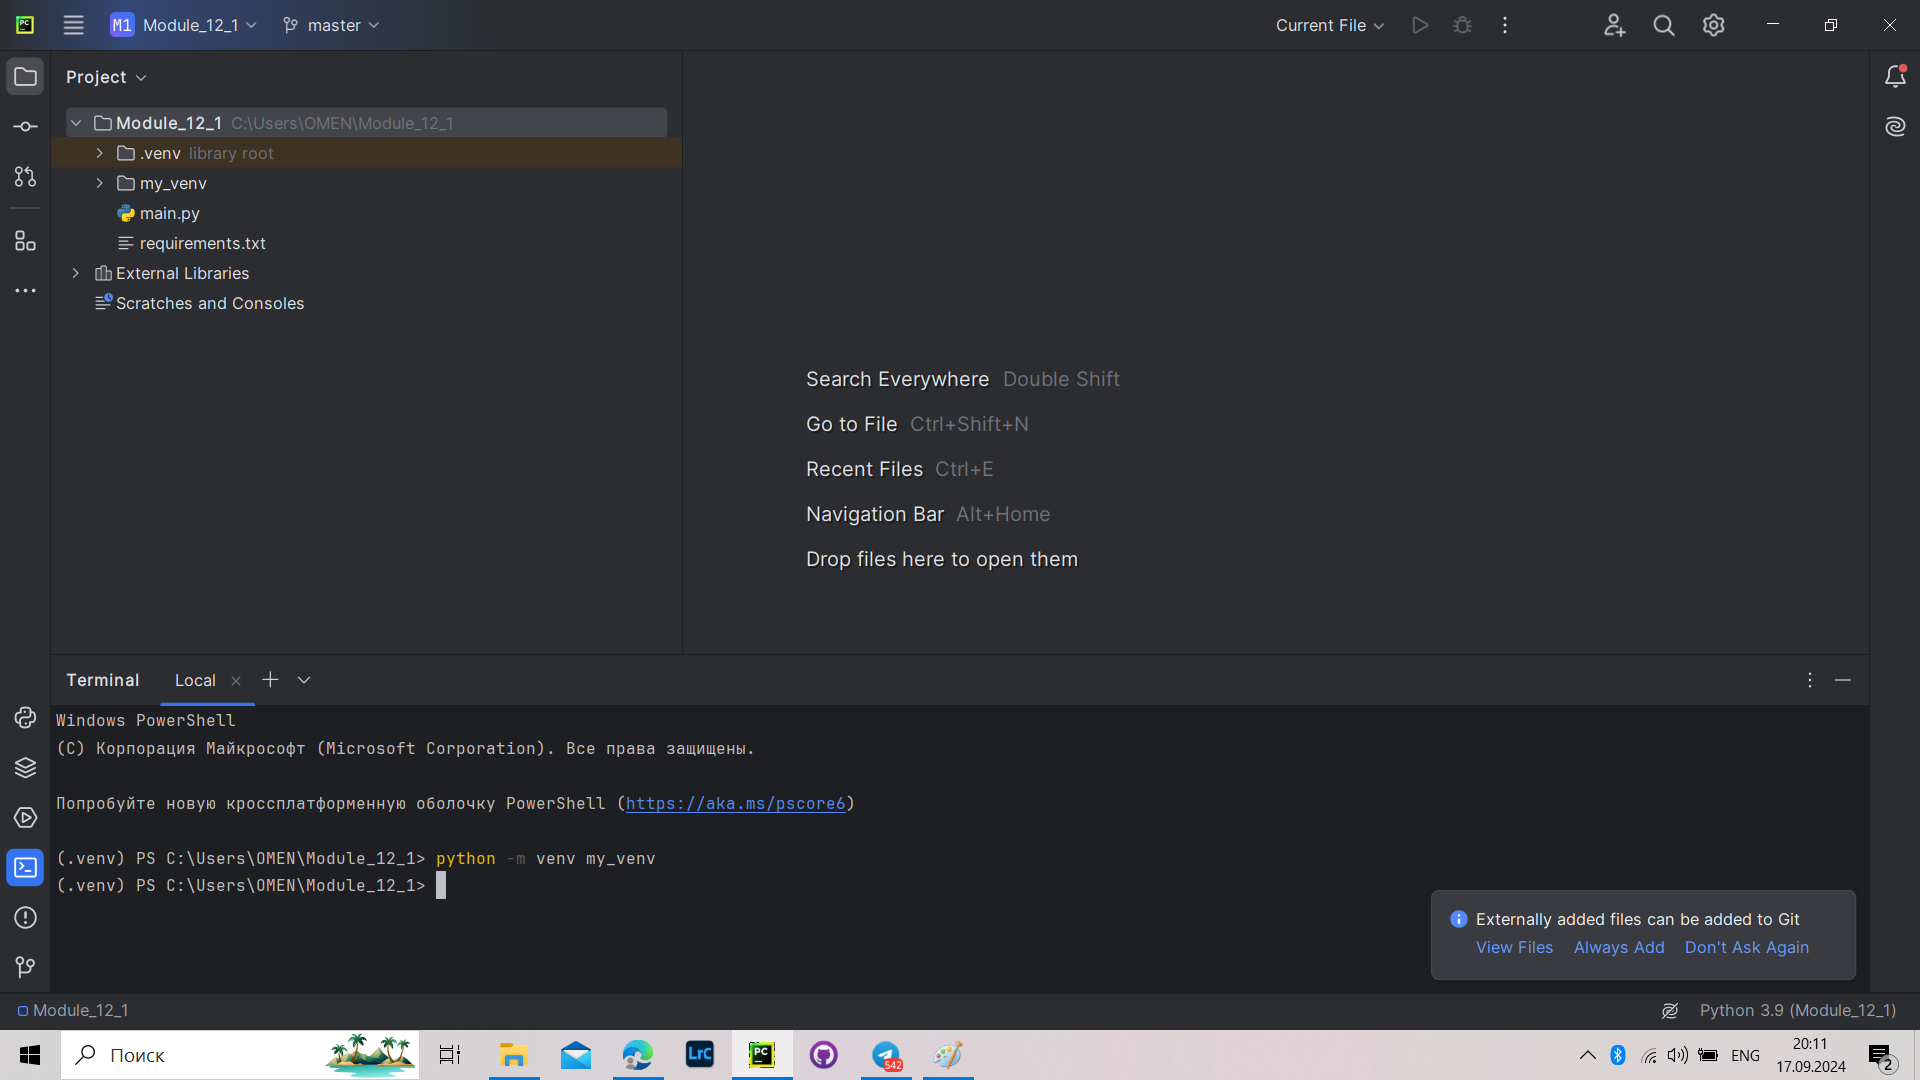 M1 Module_12_1 master Current File
Project
Module_12_1 C:\Users\OMEN\Module_12_1
.venv library root
my_venv
main.py
requirements.txt
External Libraries
Scratches and Consoles
Search Everywhere Double Shift
Go to File Ctrl+Shift+N
Recent Files Ctrl+E
Navigation Bar Alt+Home
Drop files here to open them
Terminal Local
Windows PowerShell
(C) Корпорация Майкрософт (Microsoft Corporation). Все права защищены.
Попробуйте новую кроссплатформенную оболочку PowerShell (https://aka.ms/pscore6)
(.venv) PS C:\Users\OMEN\Module_12_1> python -m venv my_venv
(.venv) PS C:\Users\OMEN\Module_12_1>
Externally added files can be added to Git
View Files Always Add Don't Ask Again
Module_12_1 Python 3.9 (Module_12_1)
Поиск LrC PC 542 ENG 20:11
17.09.2024 2